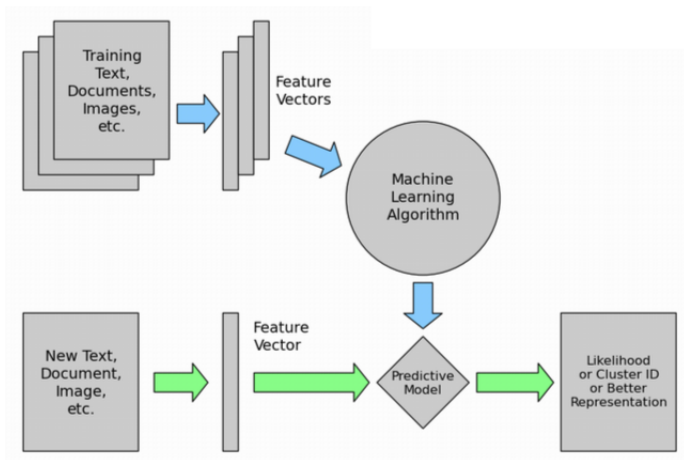 Training
Text,
Documents,
Images,
etc.
Feature
Vectors
Machine
Learning
Algorithm
New Text,
Document,
Image,
etc.
Feature
Vector
Predictive
Model
Likelihood
or Cluster ID
or Better
Representation